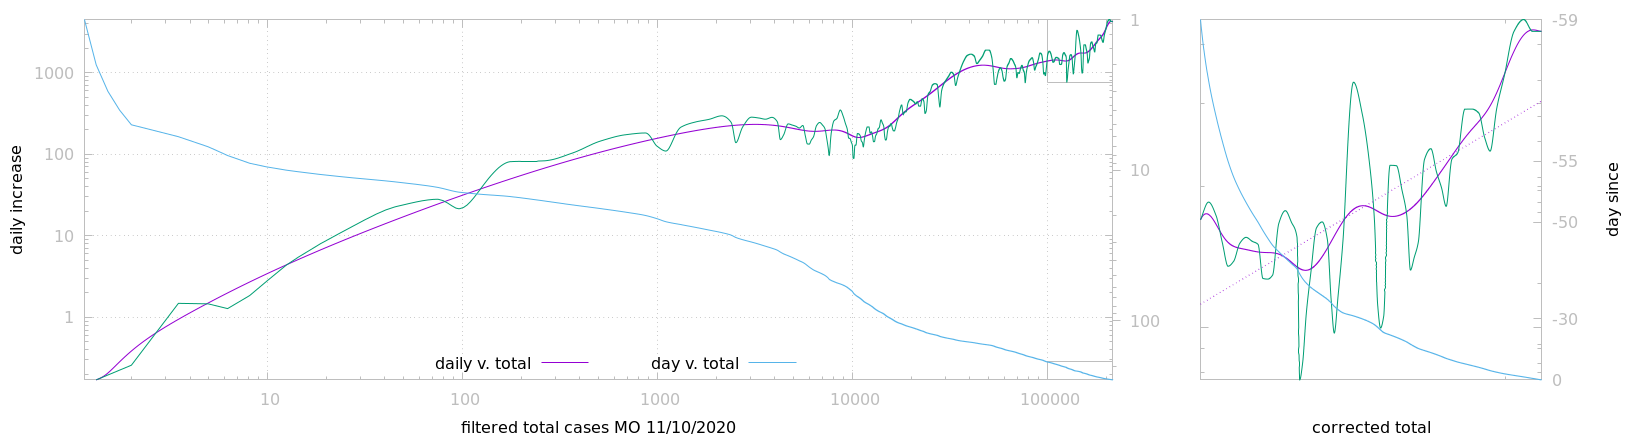 daily increase
1000
100
10
1
daily v. total
day v. total
10
100
1000
10000
100000
filtered total cases MO 11/10/2020
1
10
100
-59
-55
-50
-30
0
day since
corrected total